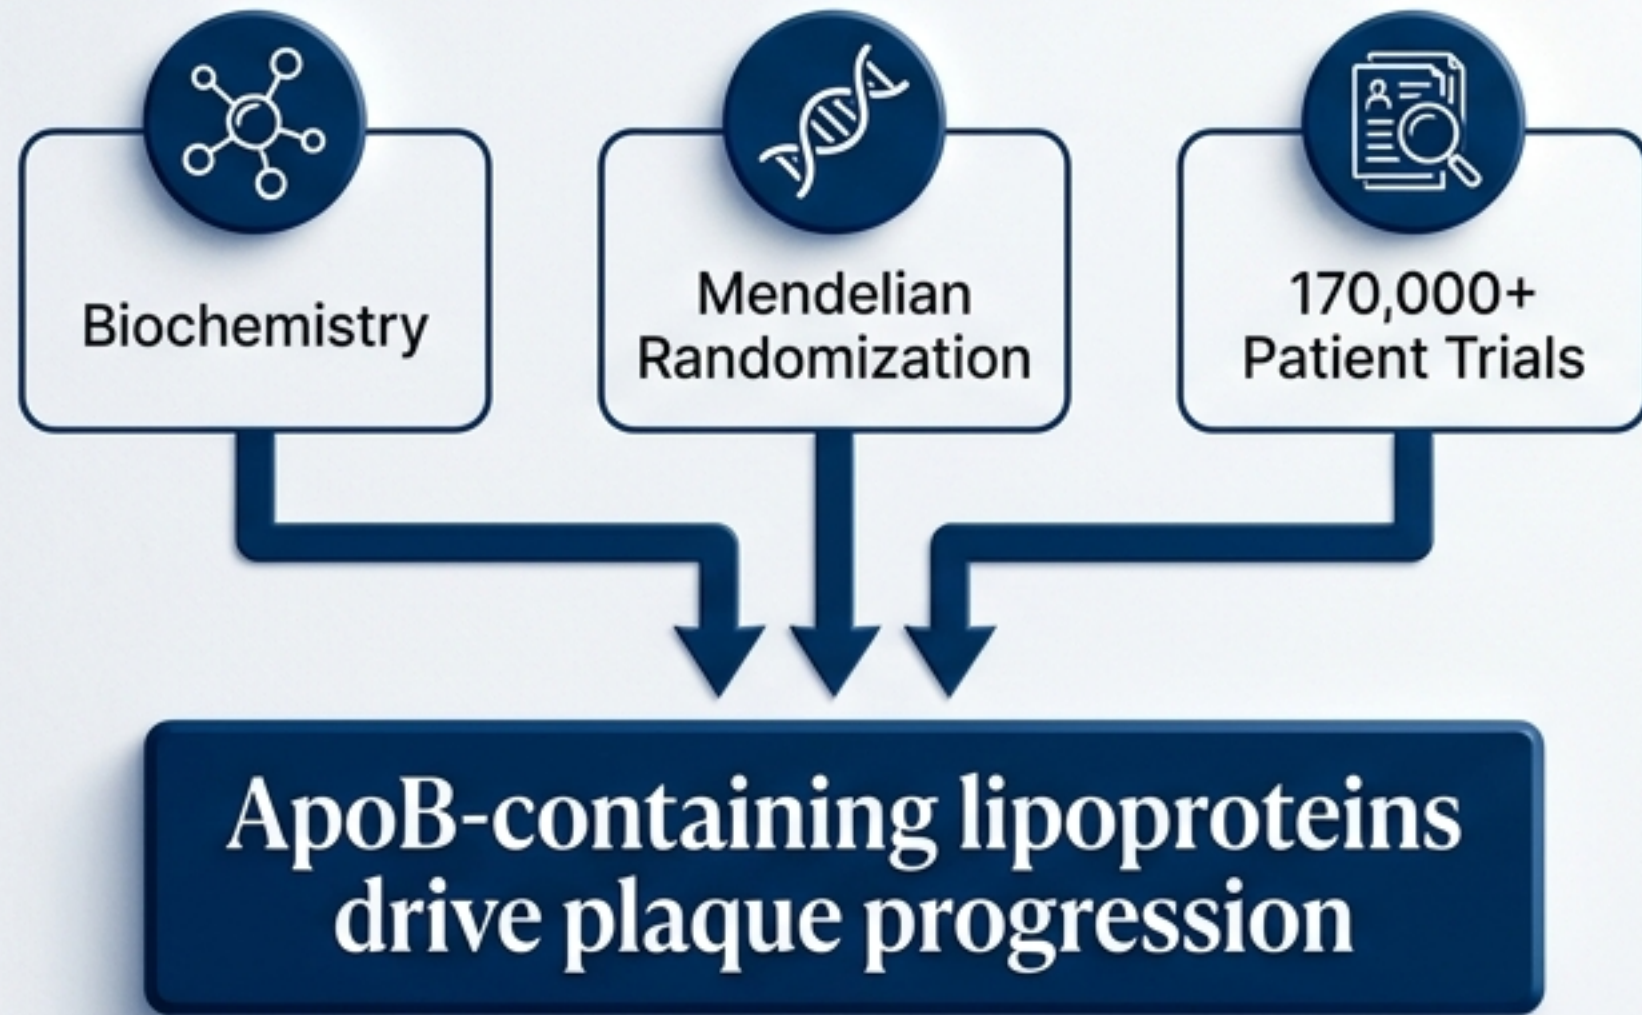 Biochemistry
Mendelian
Randomization
170,000+
Patient Trials
ApoB-containing lipoproteins
drive plaque progression